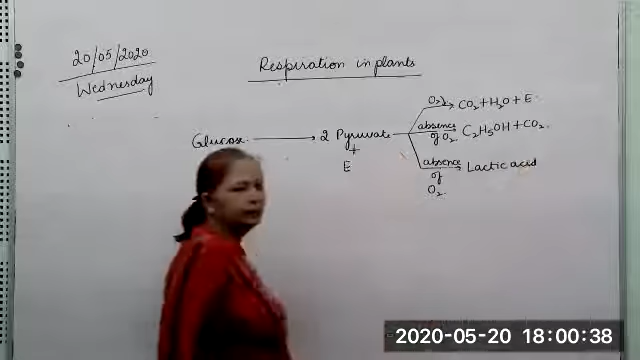 20/05/2020
Wednesday
Respiration in plants
Glucose → 2 Pyruvate
+
E
O2 → CO2 + H2O + E
absence of O2 → C2H5OH + CO2
absence of O2 → Lactic acid
2020-05-20 18:00:38